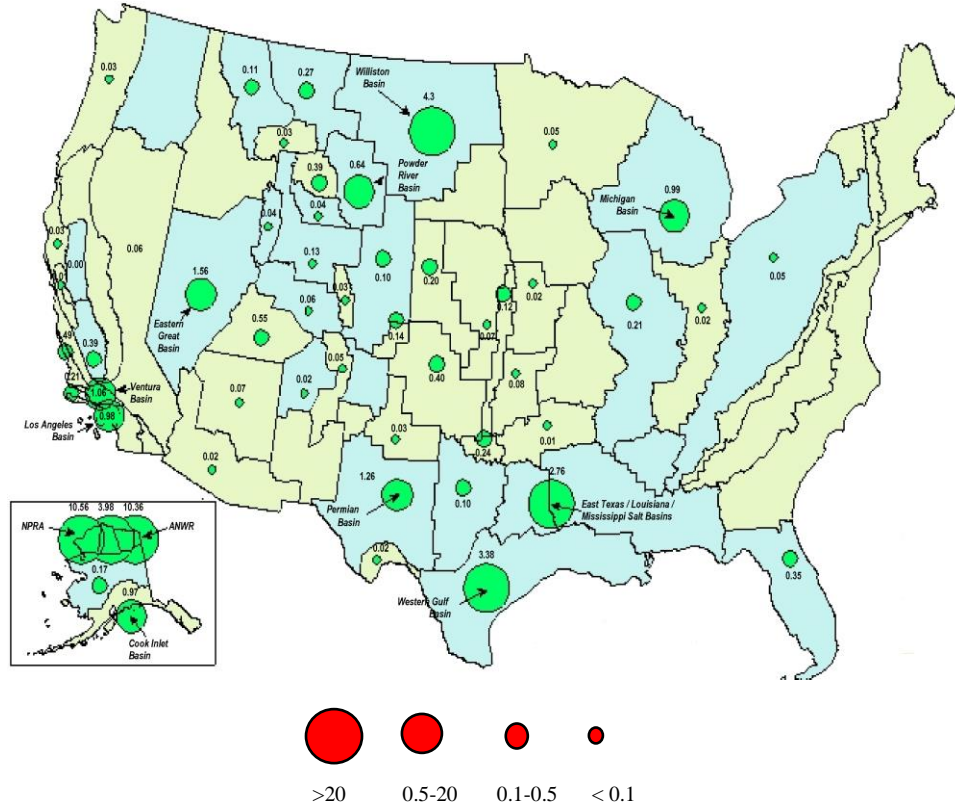 0.03
0.11
0.27
Williston
Basin
4.3
0.05
0.03
0.39
0.64
Powder
River
Basin
0.99
Michigan
Basin
0.04
0.04
0.03
0.06
0.00
0.13
0.10
0.20
0.02
0.05
1.56
0.06
0.03
0.12
0.21
0.02
Eastern
Great
Basin
0.55
0.14
0.07
0.39
0.05
0.40
0.08
0.21
1.06
Ventura
Basin
0.07
0.02
Los Angeles
Basin
0.98
0.03
0.24
0.01
0.02
1.26
Permian
Basin
0.10
2.76
East Texas / Louisiana /
Mississippi Salt Basins
10.56 3.98 10.36
NPRA
ANWR
0.02
3.38
Western Gulf
Basin
0.35
0.17
0.97
Cook Inlet
Basin
>20 0.5-20 0.1-0.5 < 0.1